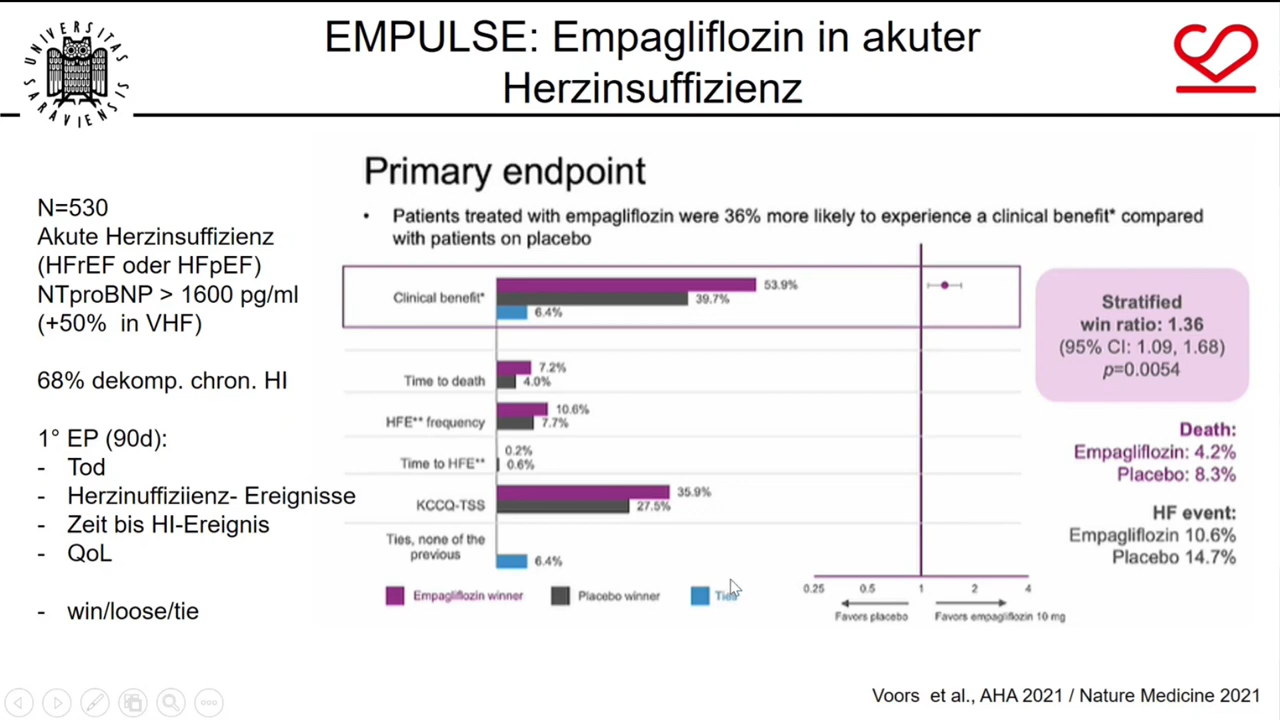 EMPULSE: Empagliflozin in akuter
Herzinsuffizienz
UNIVERSITAS
SARAVIENSIS
N=530
Akute Herzinsuffizienz
(HFrEF oder HFpEF)
NTproBNP > 1600 pg/ml
(+50% in VHF)
68% dekomp. chron. HI
1° EP (90d):
- Tod
- Herzinuffiziienz- Ereignisse
- Zeit bis HI-Ereignis
- QoL
- win/loose/tie
Primary endpoint
• Patients treated with empagliflozin were 36% more likely to experience a clinical benefit* compared
with patients on placebo
Clinical benefit*
53.9%
39.7%
6.4%
Time to death
7.2%
4.0%
HFE** frequency
10.6%
7.7%
Time to HFE**
0.2%
0.6%
KCCQ-TSS
35.9%
27.5%
Ties, none of the
previous
6.4%
Empagliflozin winner
Placebo winner
Ties
0.25 0.5 1 2 4
Favors placebo
Favors empagliflozin 10 mg
Stratified
win ratio: 1.36
(95% CI: 1.09, 1.68)
p=0.0054
Death:
Empagliflozin: 4.2%
Placebo: 8.3%
HF event:
Empagliflozin 10.6%
Placebo 14.7%
Voors et al., AHA 2021 / Nature Medicine 2021